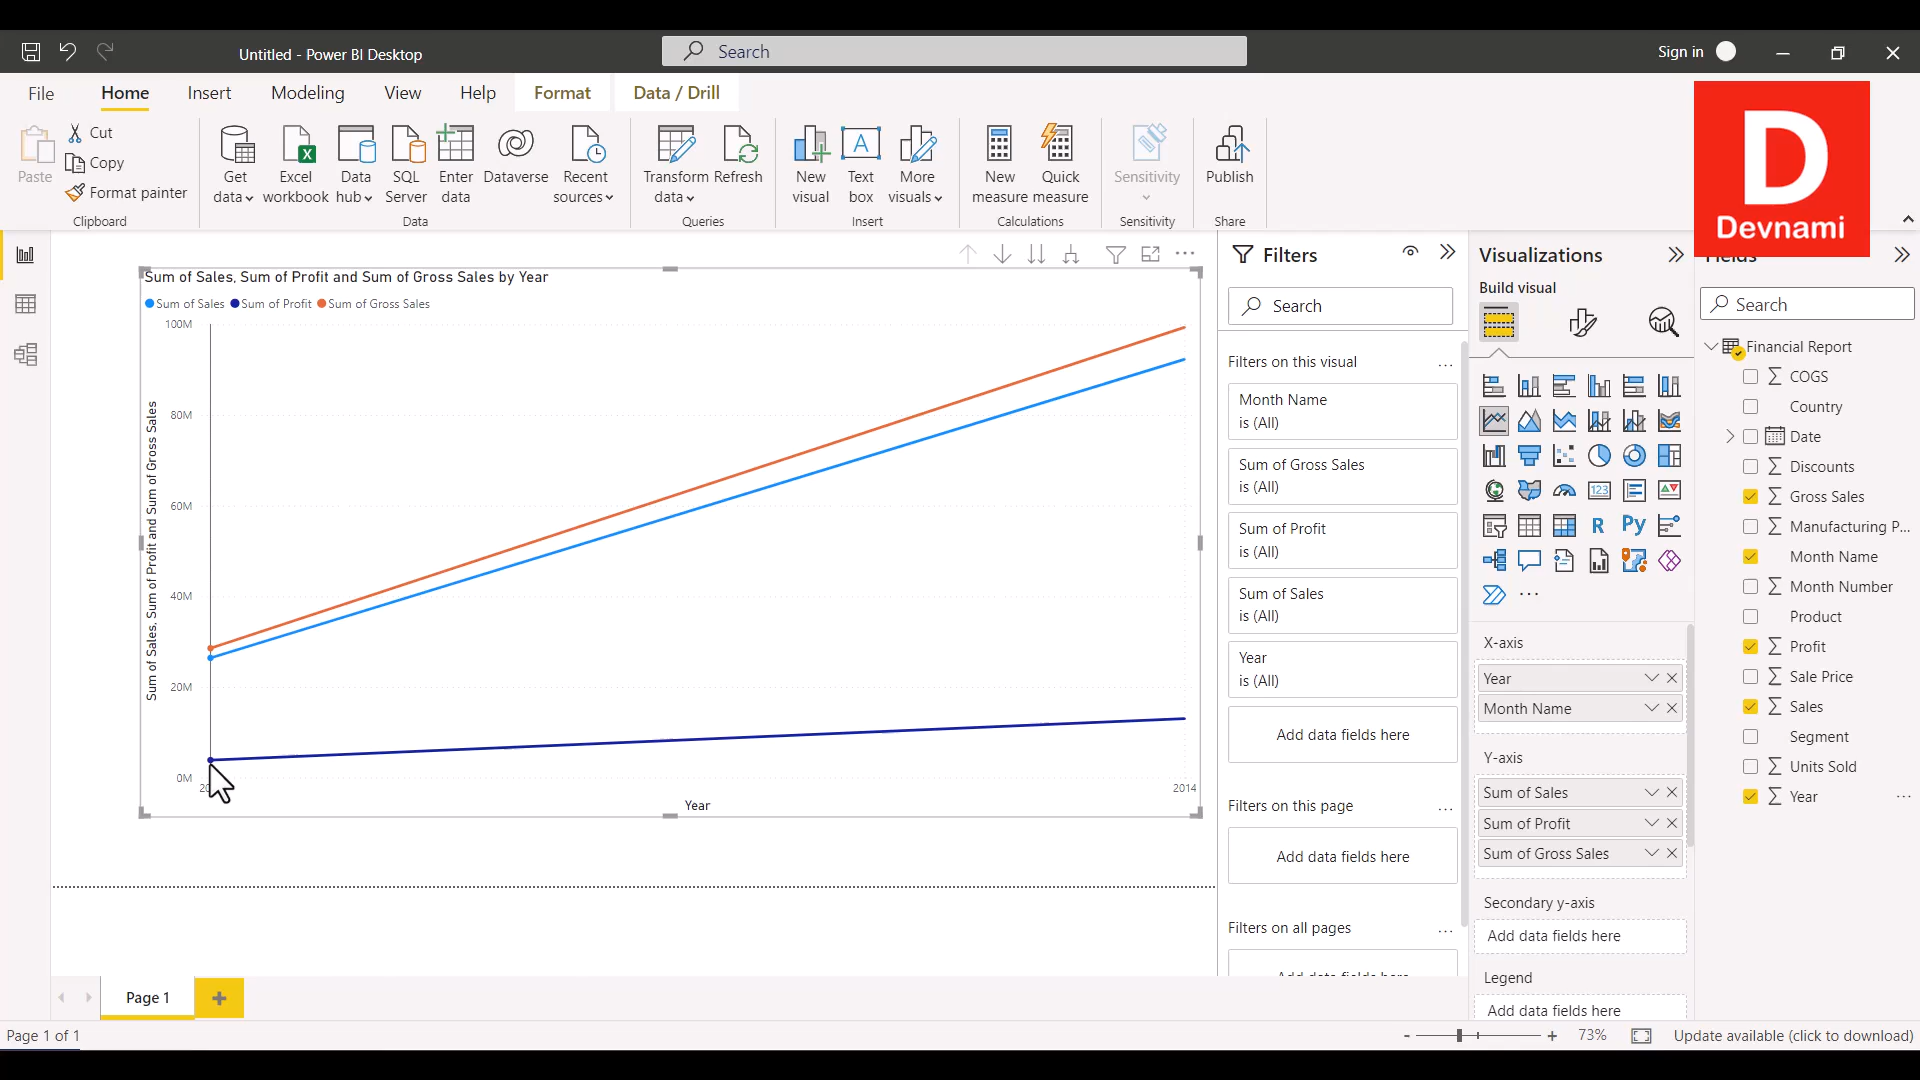 Untitled - Power BI Desktop
Search
Sign in
File
Home
Insert
Modeling
View
Help
Format
Data / Drill
Paste
Cut
Copy
Format painter
Clipboard
Get data
Excel workbook
Data hub
SQL Server
Enter data
Dataverse
Recent sources
Data
Transform data
Refresh
Queries
New visual
Text box
More visuals
Insert
New measure
Quick measure
Calculations
Sensitivity
Sensitivity
Publish
Share
D
Devnami
Sum of Sales, Sum of Profit and Sum of Gross Sales by Year
Sum of Sales
Sum of Profit
Sum of Gross Sales
Sum of Sales, Sum of Profit and Sum of Gross Sales
100M
80M
60M
40M
20M
0M
2014
Year
Filters
Search
Filters on this visual
Month Name
is (All)
Sum of Gross Sales
is (All)
Sum of Profit
is (All)
Sum of Sales
is (All)
Year
is (All)
Add data fields here
Filters on this page
Add data fields here
Filters on all pages
Visualizations
Build visual
123
R
Py
X-axis
Year
Month Name
Y-axis
Sum of Sales
Sum of Profit
Sum of Gross Sales
Secondary y-axis
Add data fields here
Legend
Add data fields here
Search
Financial Report
COGS
Country
Date
Discounts
Gross Sales
Manufacturing P...
Month Name
Month Number
Product
Profit
Sale Price
Sales
Segment
Units Sold
Year
Page 1
Page 1 of 1
73%
Update available (click to download)